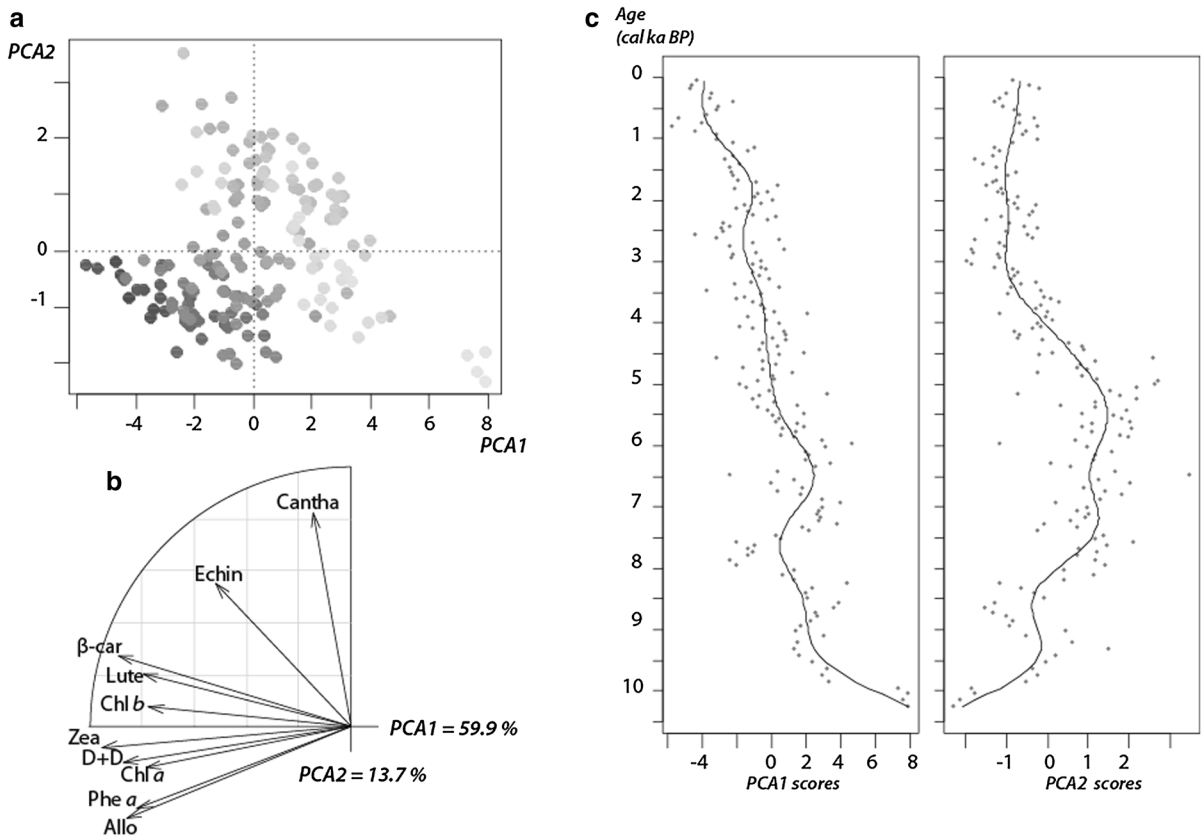 a
PCA2
2
0
-1
-4 -2 0 2 4 6 8
PCA1
b
Cantha
Echin
β-car
Lute
Chl b
Zea
D+D
Chl a
Phe a
Allo
PCA1 = 59.9 %
PCA2 = 13.7 %
c
Age
(cal ka BP)
0
1
2
3
4
5
6
7
8
9
10
-4 0 4 6 8
PCA1 scores
-1 0 1 2
PCA2 scores